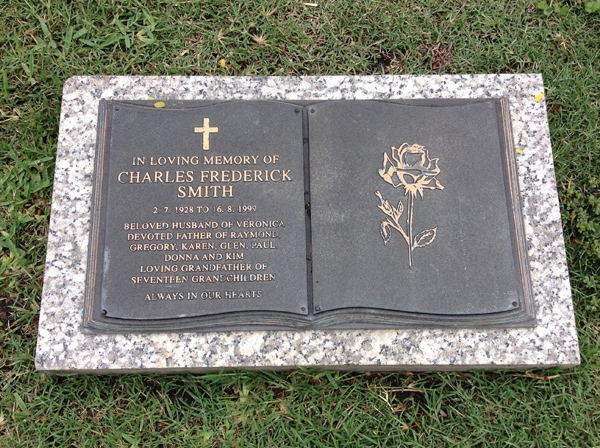 IN LOVING MEMORY OF
CHARLES FREDERICK
SMITH
2. 7. 1928 TO 16. 8. 1999
BELOVED HUSBAND OF VERONICA
DEVOTED FATHER OF RAYMOND,
GREGORY, KAREN, GLEN, PAUL
DONNA AND KIM
LOVING GRANDFATHER OF
SEVENTEEN GRANDCHILDREN
ALWAYS IN OUR HEARTS